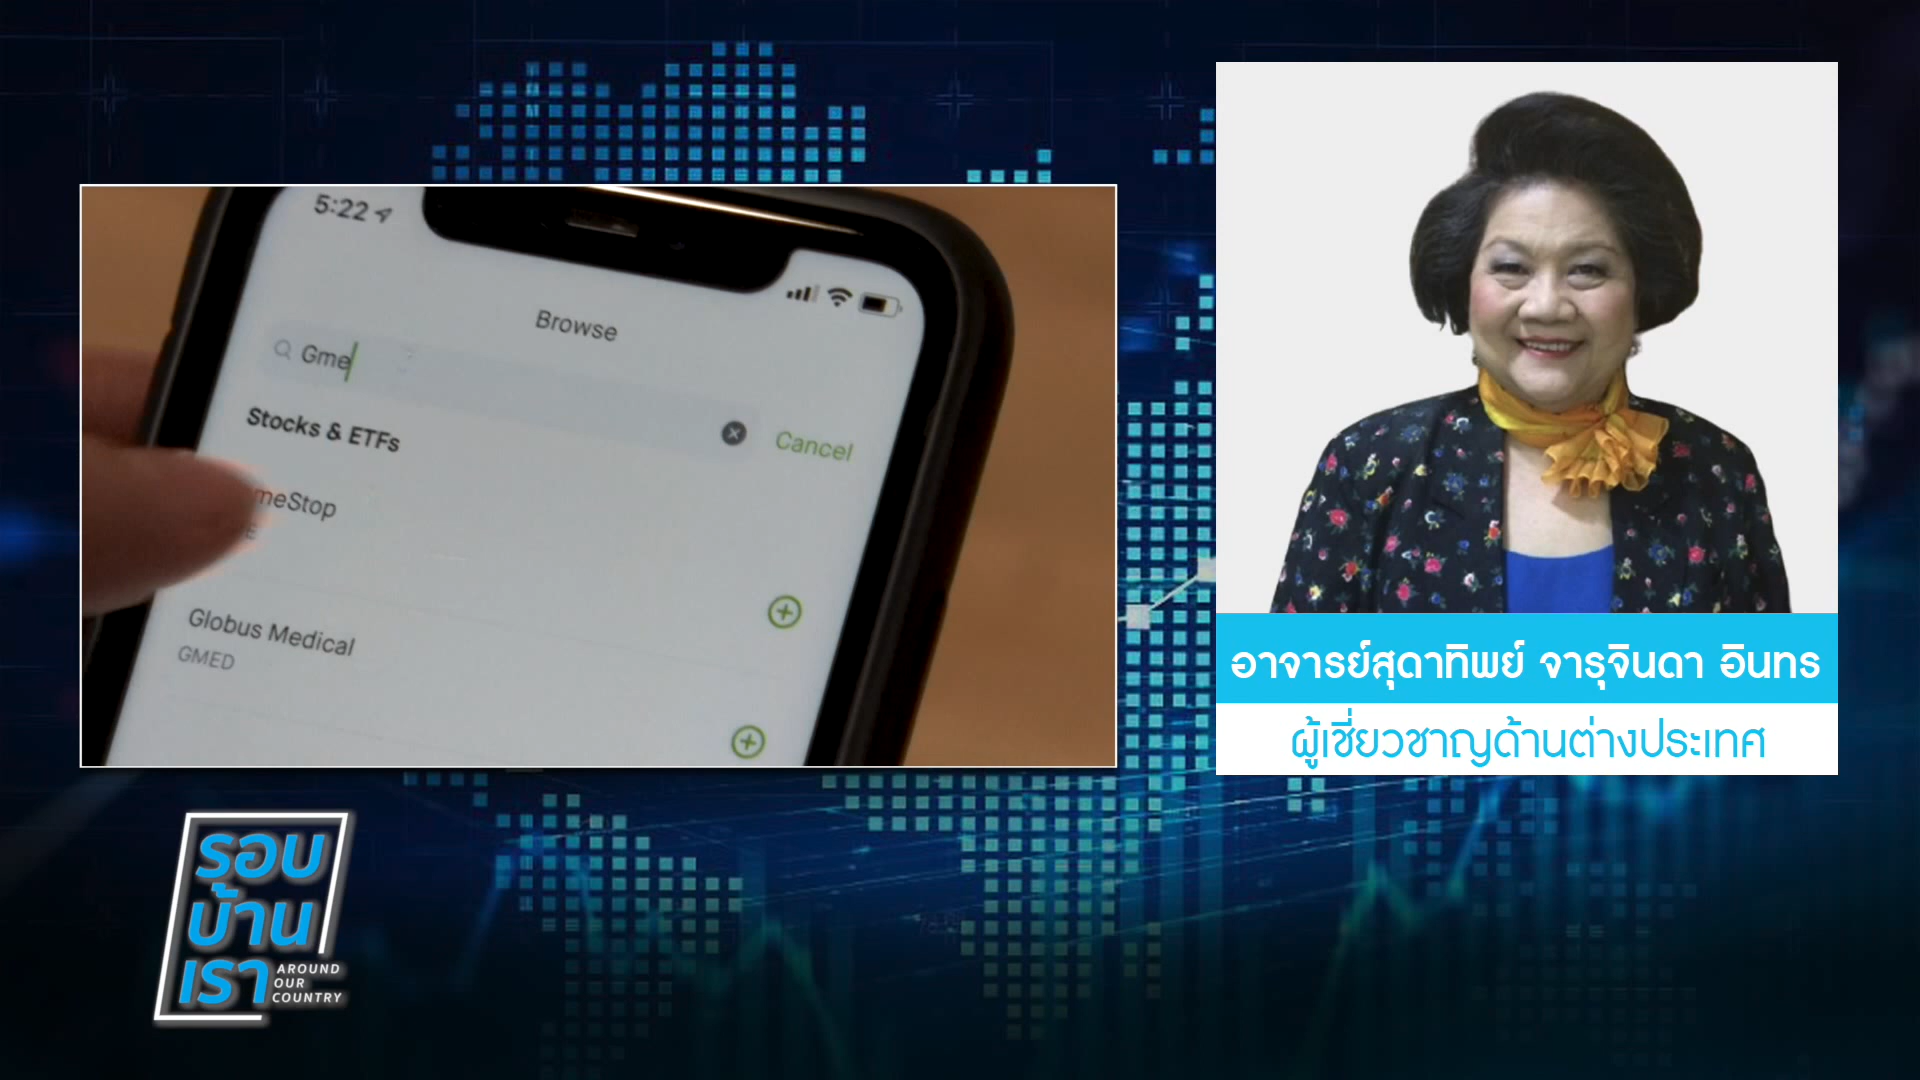 5:22
Browse
Gme
Cancel
Stocks & ETFs
meStop
E
Globus Medical
GMED
อาจารย์สุดาทิพย์ จารุจินดา อินทร
ผู้เชี่ยวชาญด้านต่างประเทศ
รอบ
บ้าน
เรา
AROUND
OUR
COUNTRY